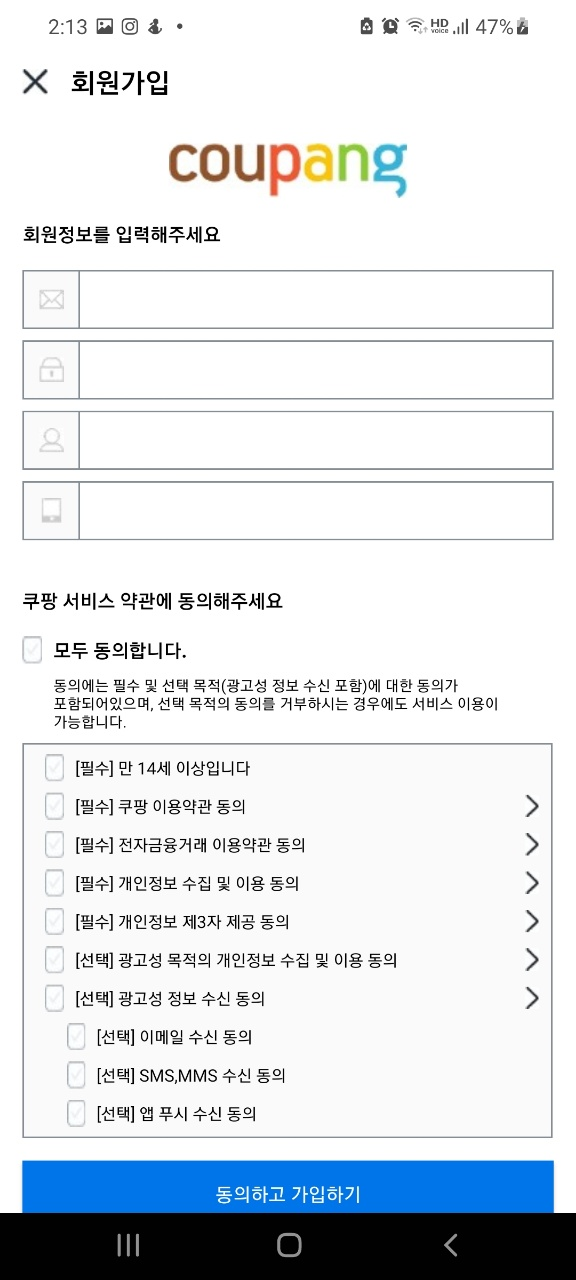 2:13 HD voice 47%
회원가입
coupang
회원정보를 입력해주세요
쿠팡 서비스 약관에 동의해주세요
모두 동의합니다.
동의에는 필수 및 선택 목적(광고성 정보 수신 포함)에 대한 동의가
포함되어있으며, 선택 목적의 동의를 거부하시는 경우에도 서비스 이용이
가능합니다.
[필수] 만 14세 이상입니다
[필수] 쿠팡 이용약관 동의
[필수] 전자금융거래 이용약관 동의
[필수] 개인정보 수집 및 이용 동의
[필수] 개인정보 제3자 제공 동의
[선택] 광고성 목적의 개인정보 수집 및 이용 동의
[선택] 광고성 정보 수신 동의
[선택] 이메일 수신 동의
[선택] SMS,MMS 수신 동의
[선택] 앱 푸시 수신 동의
동의하고 가입하기